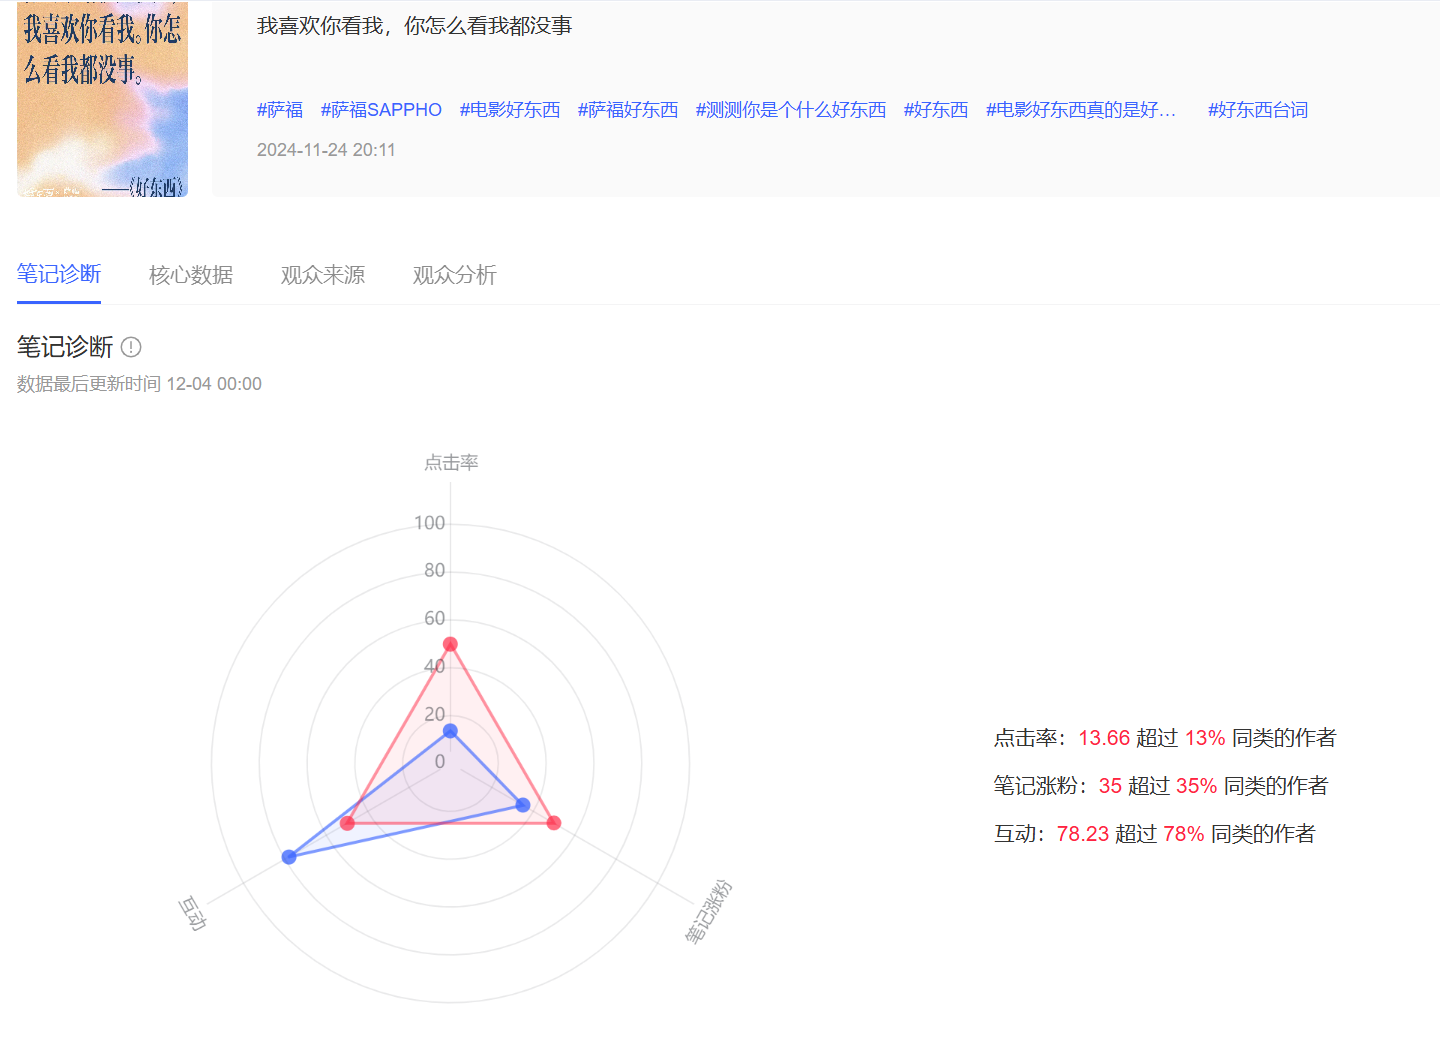 我喜欢你看我。你怎
么看我都没事。
——《好东西》
我喜欢你看我，你怎么看我都没事
#萨福 #萨福SAPPHO #电影好东西 #萨福好东西 #测测你是个什么好东西 #好东西 #电影好东西真的是好... #好东西台词
2024-11-24 20:11
笔记诊断 核心数据 观众来源 观众分析
笔记诊断
数据最后更新时间 12-04 00:00
点击率
100
80
60
40
20
0
互动
笔记涨粉
点击率：13.66 超过 13% 同类的作者
笔记涨粉：35 超过 35% 同类的作者
互动：78.23 超过 78% 同类的作者